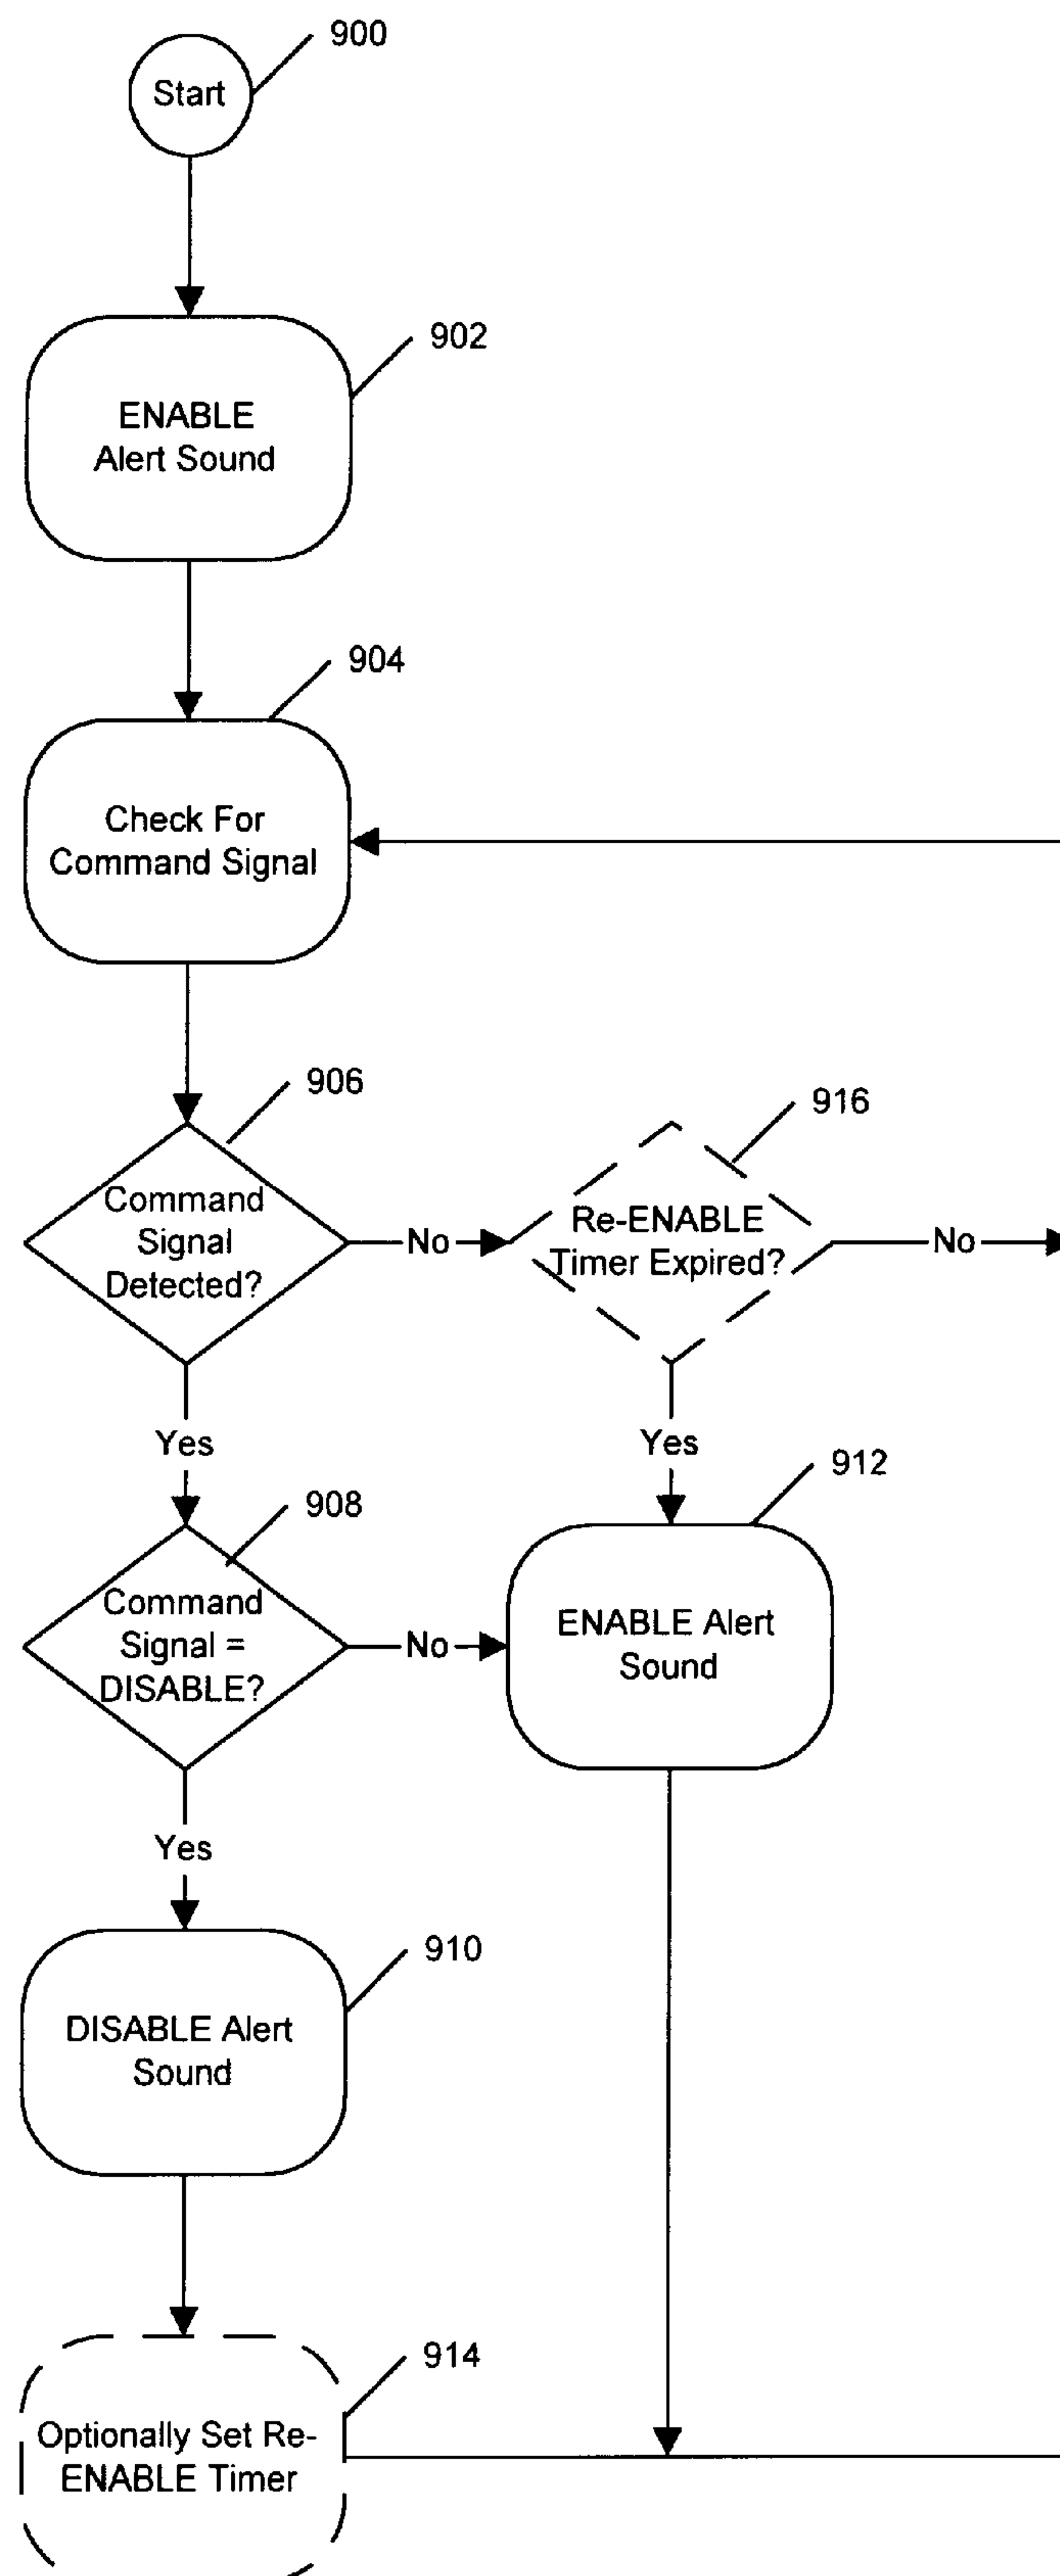 900
Start
902
ENABLE
Alert Sound
904
Check For
Command Signal
906
916
Command
Signal
Detected?
No
Re-ENABLE
Timer Expired?
No
Yes
Yes
912
908
Command
Signal =
DISABLE?
No
ENABLE Alert
Sound
Yes
910
DISABLE Alert
Sound
914
Optionally Set Re-
ENABLE Timer